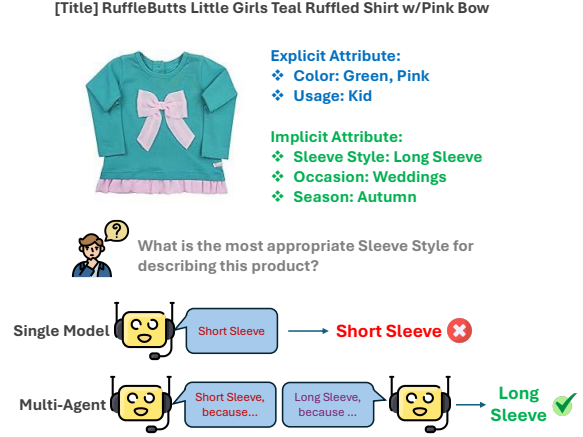 [Title] RuffleButts Little Girls Teal Ruffled Shirt w/Pink Bow
Explicit Attribute:
❖ Color: Green, Pink
❖ Usage: Kid
Implicit Attribute:
❖ Sleeve Style: Long Sleeve
❖ Occasion: Weddings
❖ Season: Autumn
?
What is the most appropriate Sleeve Style for
describing this product?
Single Model
Short Sleeve
Short Sleeve
Multi-Agent
Short Sleeve,
because...
Long Sleeve,
because ...
Long
Sleeve